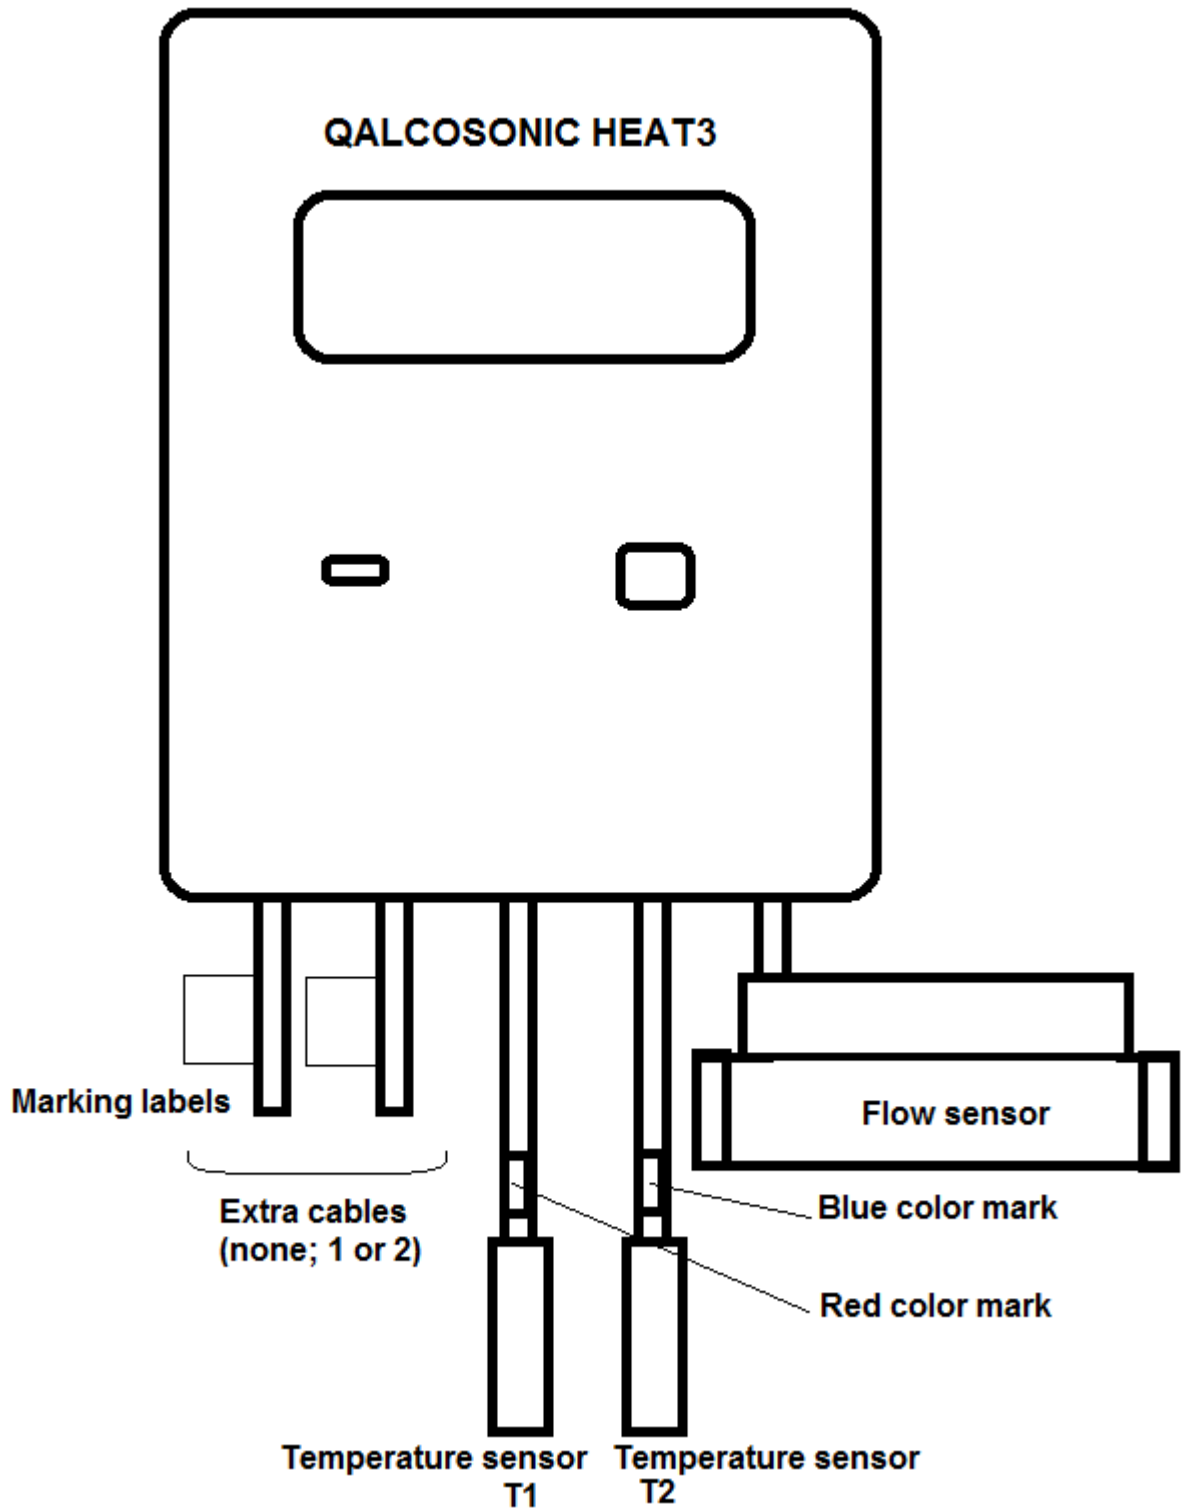 QALCOSONIC HEAT3
Marking labels
Flow sensor
Extra cables
(none; 1 or 2)
Blue color mark
Red color mark
Temperature sensor
T1
Temperature sensor
T2